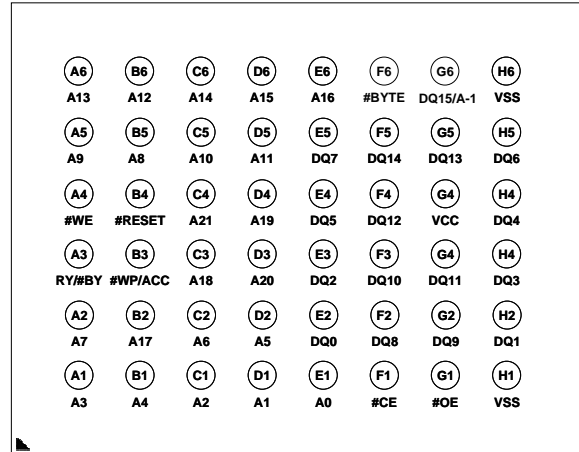 A6 B6 C6 D6 E6 F6 G6 H6
A13 A12 A14 A15 A16 #BYTE DQ15/A-1 VSS
A5 B5 C5 D5 E5 F5 G5 H5
A9 A8 A10 A11 DQ7 DQ14 DQ13 DQ6
A4 B4 C4 D4 E4 F4 G4 H4
#WE #RESET A21 A19 DQ5 DQ12 VCC DQ4
A3 B3 C3 D3 E3 F3 G4 H4
RY/#BY #WP/ACC A18 A20 DQ2 DQ10 DQ11 DQ3
A2 B2 C2 D2 E2 F2 G2 H2
A7 A17 A6 A5 DQ0 DQ8 DQ9 DQ1
A1 B1 C1 D1 E1 F1 G1 H1
A3 A4 A2 A1 A0 #CE #OE VSS